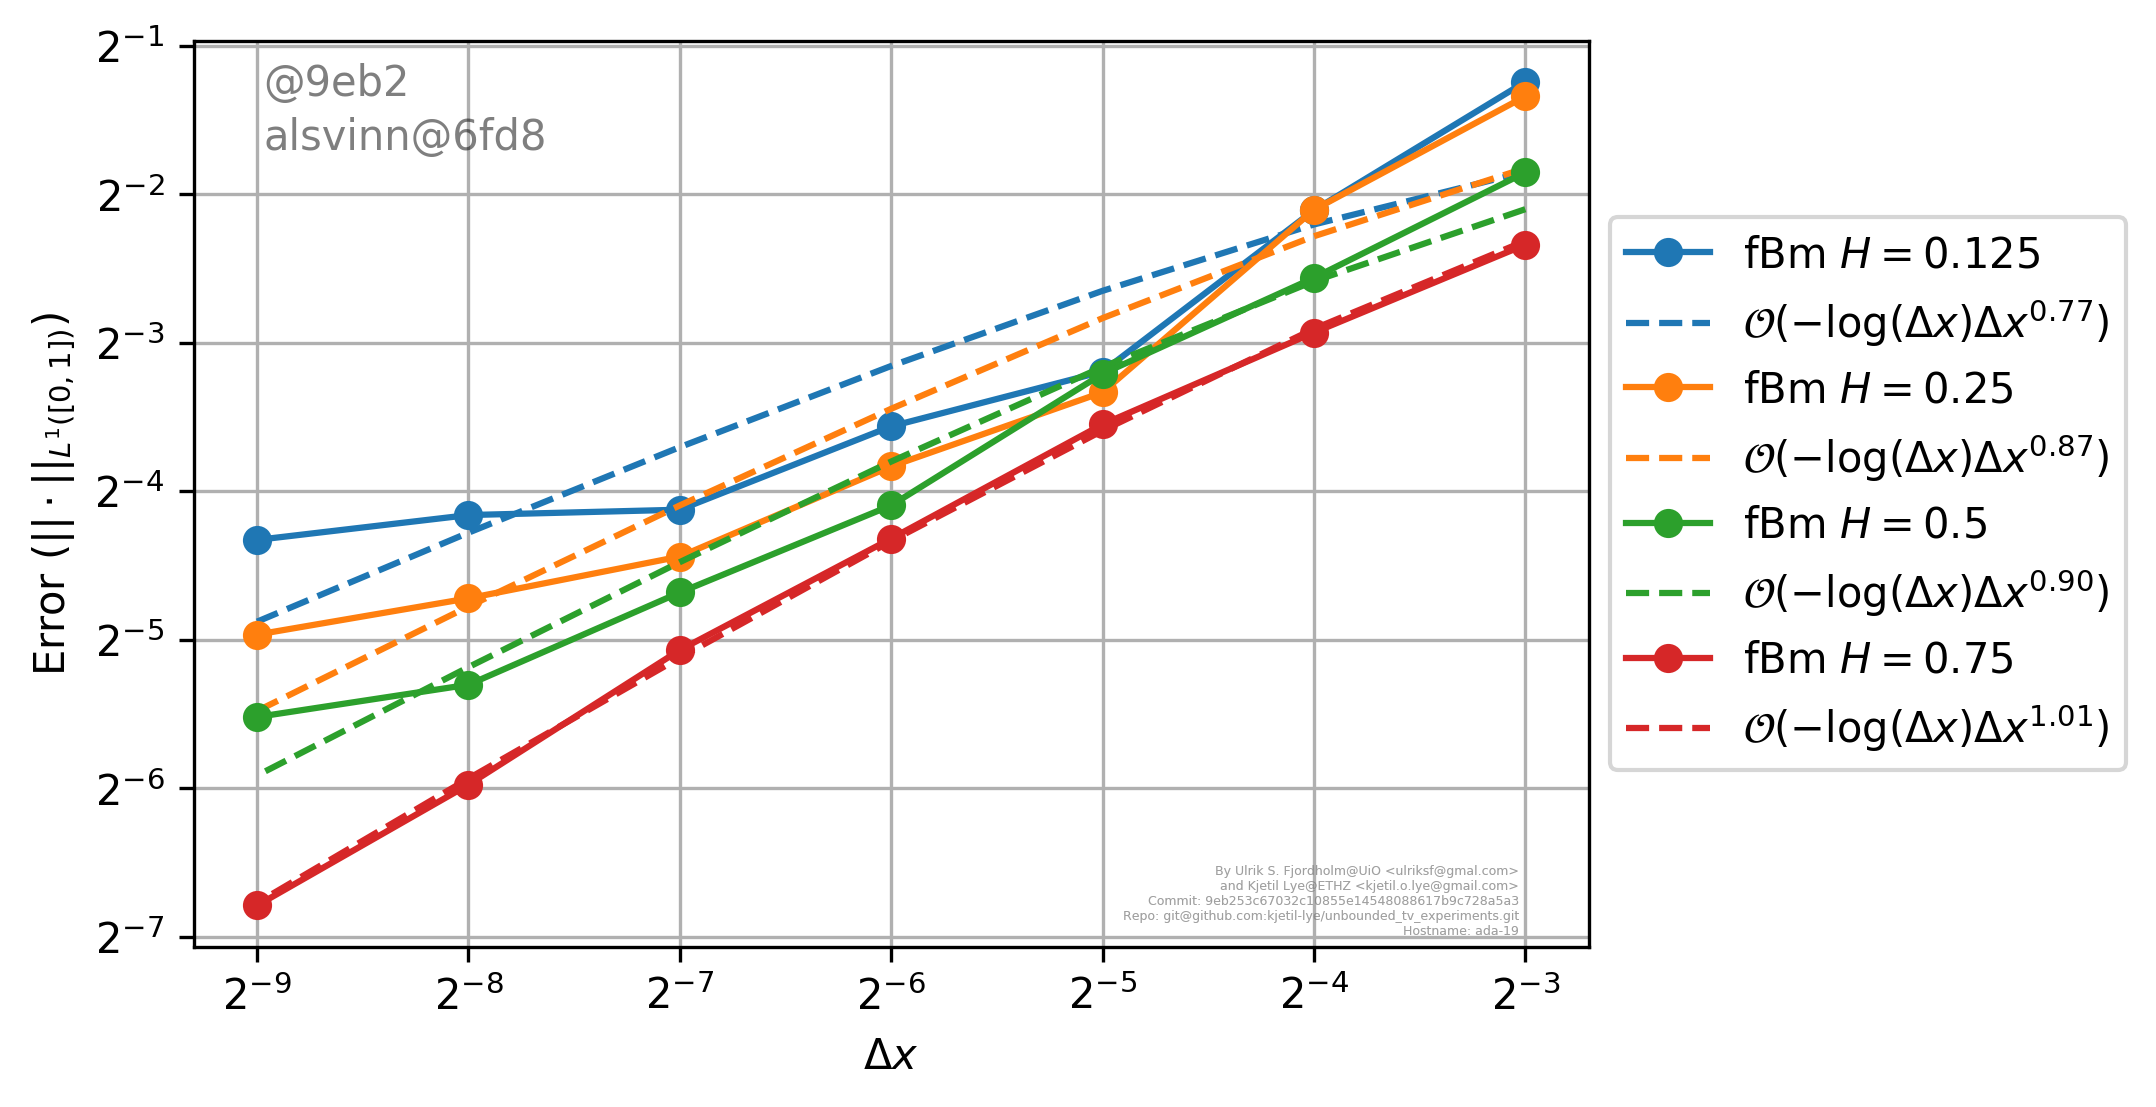 @9eb2
alsvinn@6fd8
Error (|| · ||_{L^1([0, 1])})
2^{−1}
2^{−2}
2^{−3}
2^{−4}
2^{−5}
2^{−6}
2^{−7}
2^{−9} 2^{−8} 2^{−7} 2^{−6} 2^{−5} 2^{−4} 2^{−3}
Δx
fBm H = 0.125
𝒪(−log(Δx)Δx^{0.77})
fBm H = 0.25
𝒪(−log(Δx)Δx^{0.87})
fBm H = 0.5
𝒪(−log(Δx)Δx^{0.90})
fBm H = 0.75
𝒪(−log(Δx)Δx^{1.01})
By Ulrik S. Fjordholm@UiO <ulriksf@gmal.com>
and Kjetil Lye@ETHZ <kjetil.o.lye@gmail.com>
Commit: 9eb253c67032c10855e14548088617b9c728a5a3
Repo: git@github.com:kjetil-lye/unbounded_tv_experiments.git
Hostname: ada-19